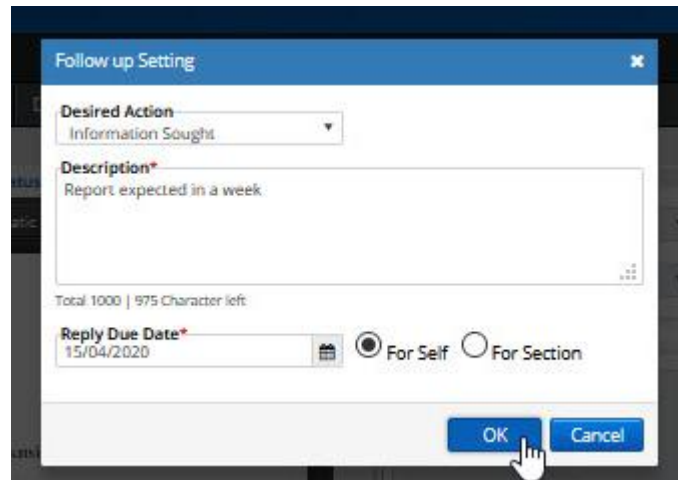 Follow up Setting
Desired Action
Information Sought
Description*
Report expected in a week
Total 1000 | 975 Character left
Reply Due Date*
15/04/2020
For Self For Section
OK Cancel